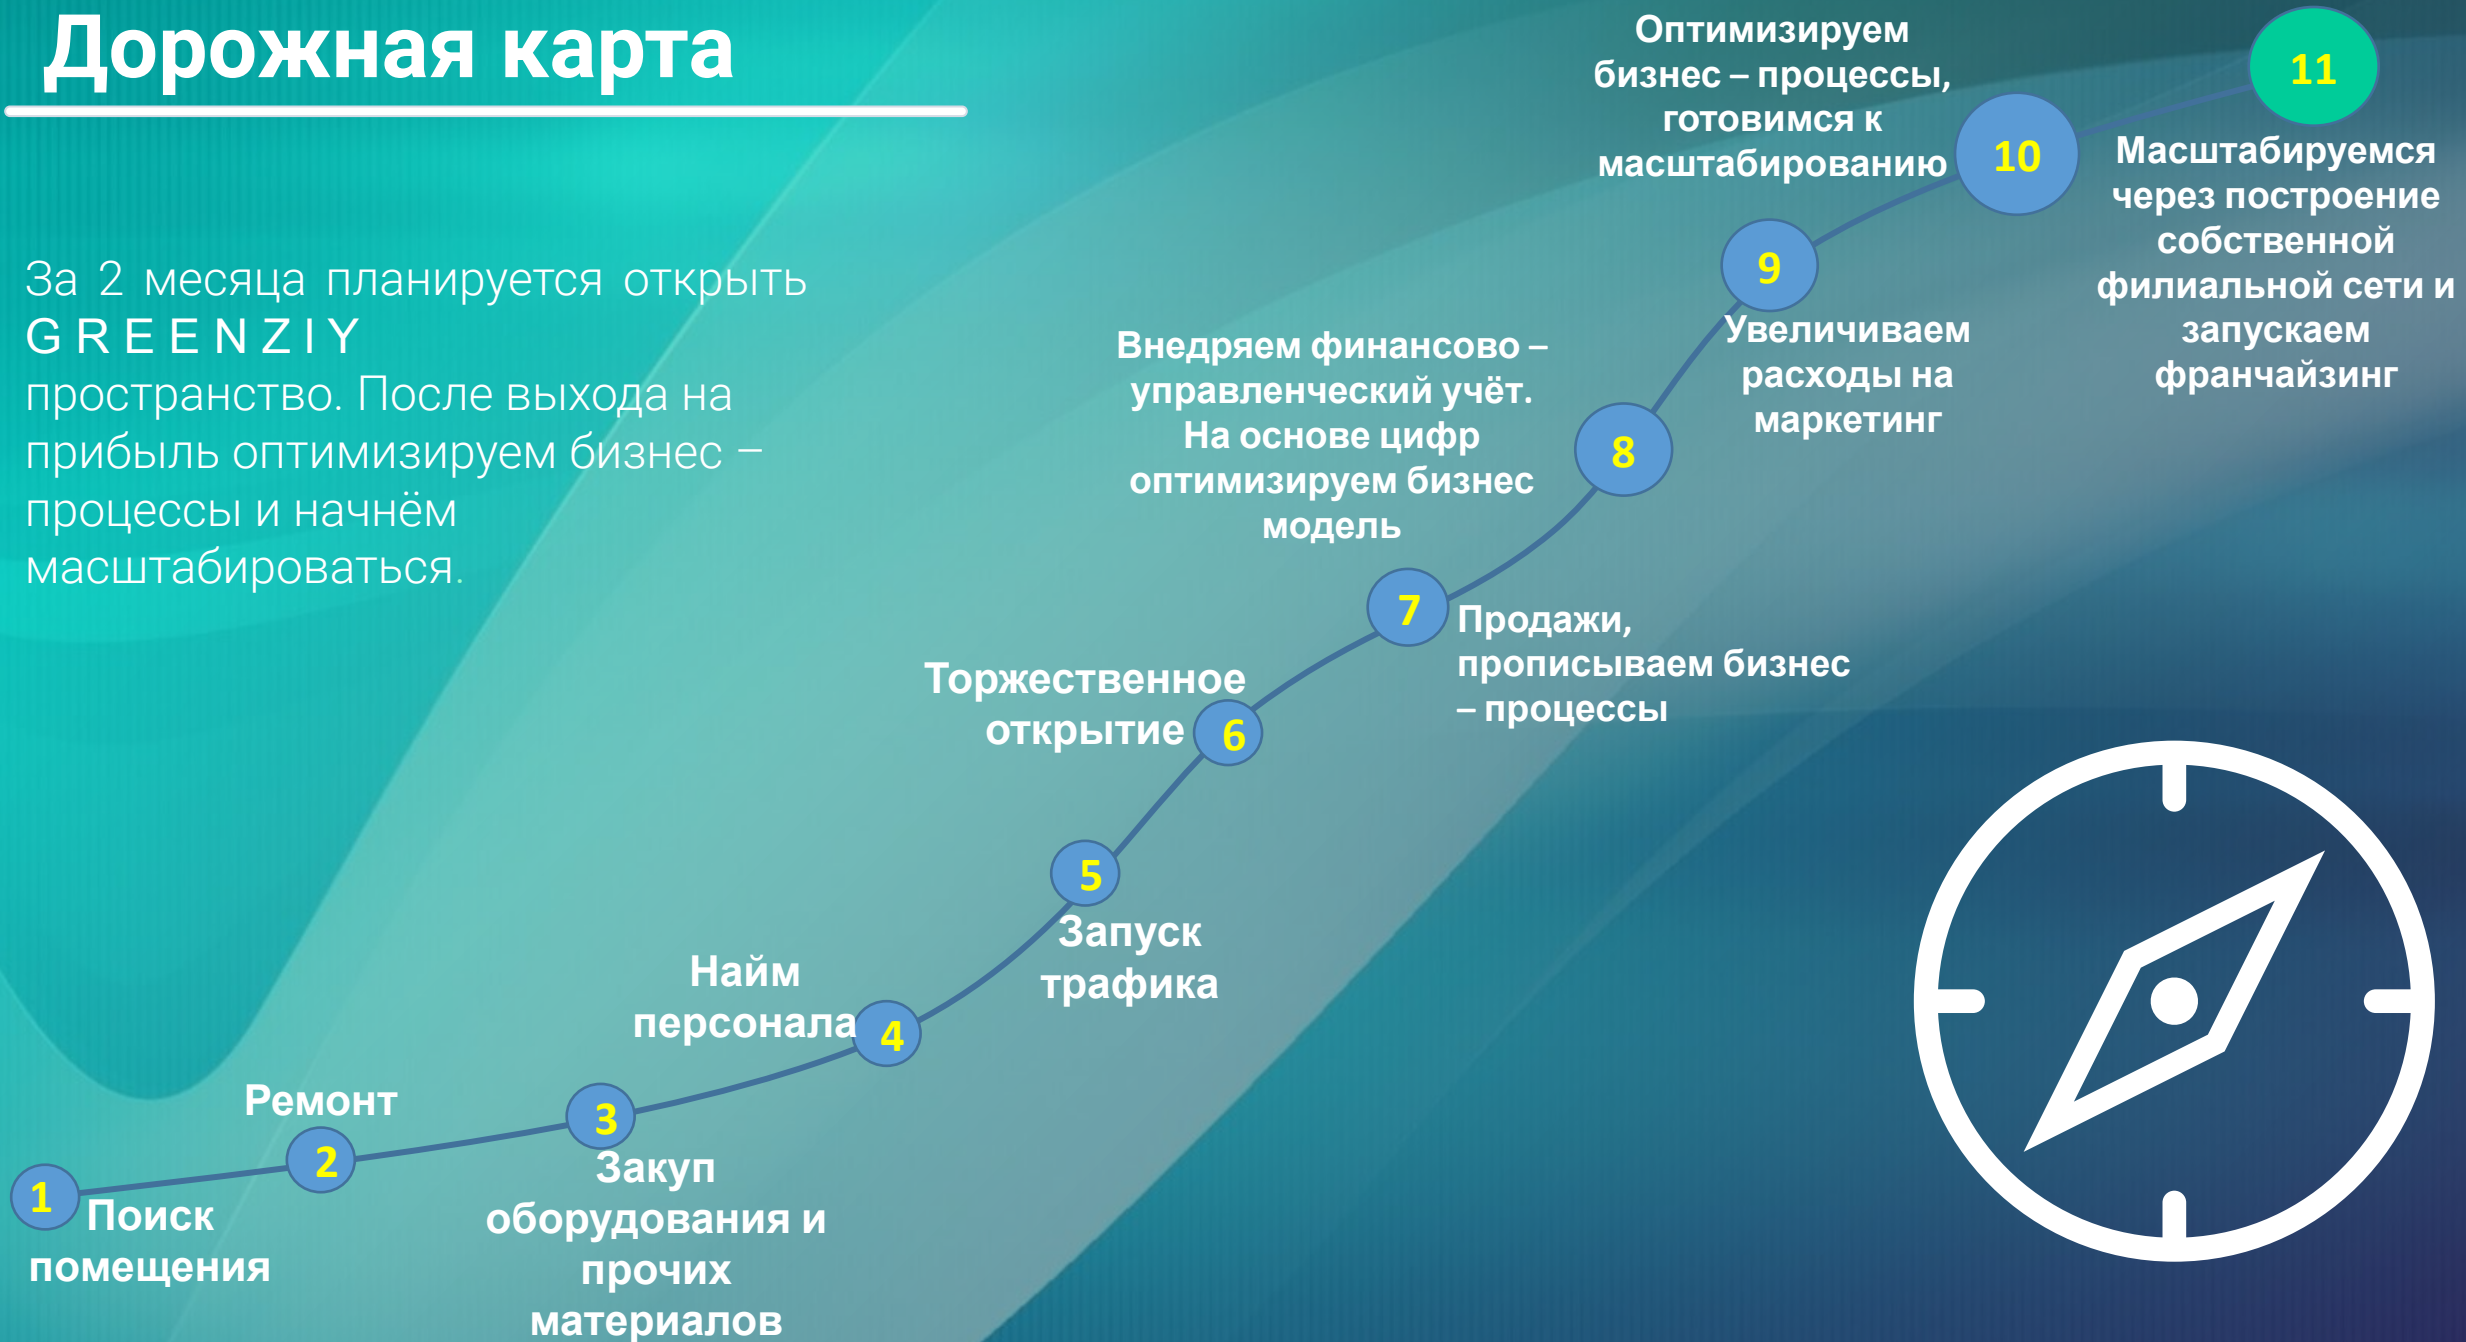 Дорожная карта
За 2 месяца планируется открыть
GREENZIY
пространство. После выхода на
прибыль оптимизируем бизнес –
процессы и начнём
масштабироваться.
1
Поиск
помещения
2
Ремонт
3
Закуп
оборудования и
прочих
материалов
4
Найм
персонала
5
Запуск
трафика
6
Торжественное
открытие
7
Продажи,
прописываем бизнес
– процессы
8
Внедряем финансово –
управленческий учёт.
На основе цифр
оптимизируем бизнес
модель
9
Увеличиваем
расходы на
маркетинг
10
Оптимизируем
бизнес – процессы,
готовимся к
масштабированию
11
Масштабируемся
через построение
собственной
филиальной сети и
запускаем
франчайзинг